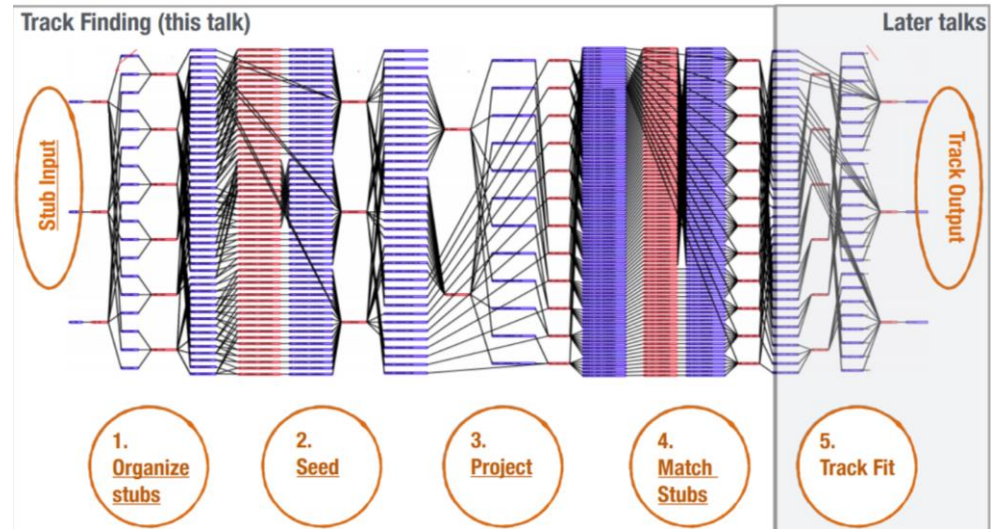 Track Finding (this talk)
Later talks
Stub Input
Track Output
1.
Organize
stubs
2.
Seed
3.
Project
4.
Match
Stubs
5.
Track Fit